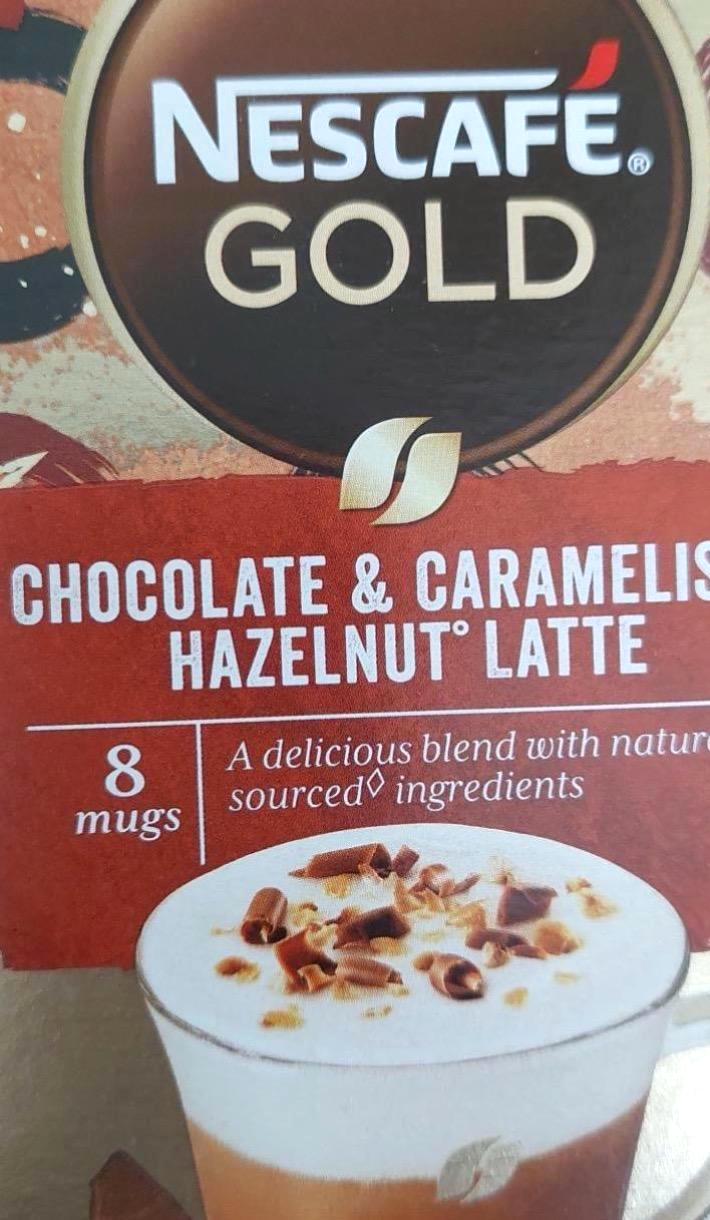 NESCAFÉ®
GOLD
CHOCOLATE & CARAMELIS
HAZELNUT° LATTE
8
mugs
A delicious blend with natur
sourced◊ ingredients